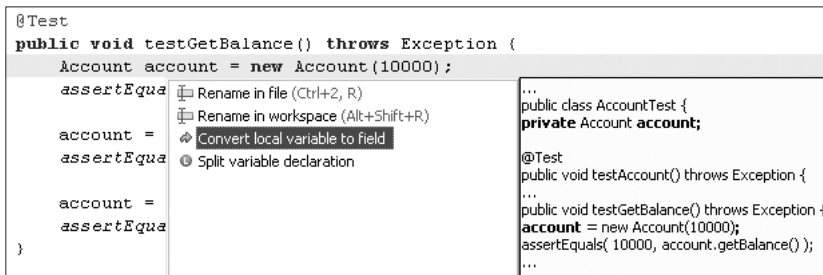 @Test
public void testGetBalance() throws Exception {
Account account = new Account(10000);
assertEqua
account =
assertEqua
account =
assertEqua
}
Rename in file (Ctrl+2, R)
Rename in workspace (Alt+Shift+R)
Convert local variable to field
Split variable declaration
...
public class AccountTest {
private Account account;
@Test
public void testAccount() throws Exception {
...
public void testGetBalance() throws Exception {
account = new Account(10000);
assertEquals( 10000, account.getBalance() );
...